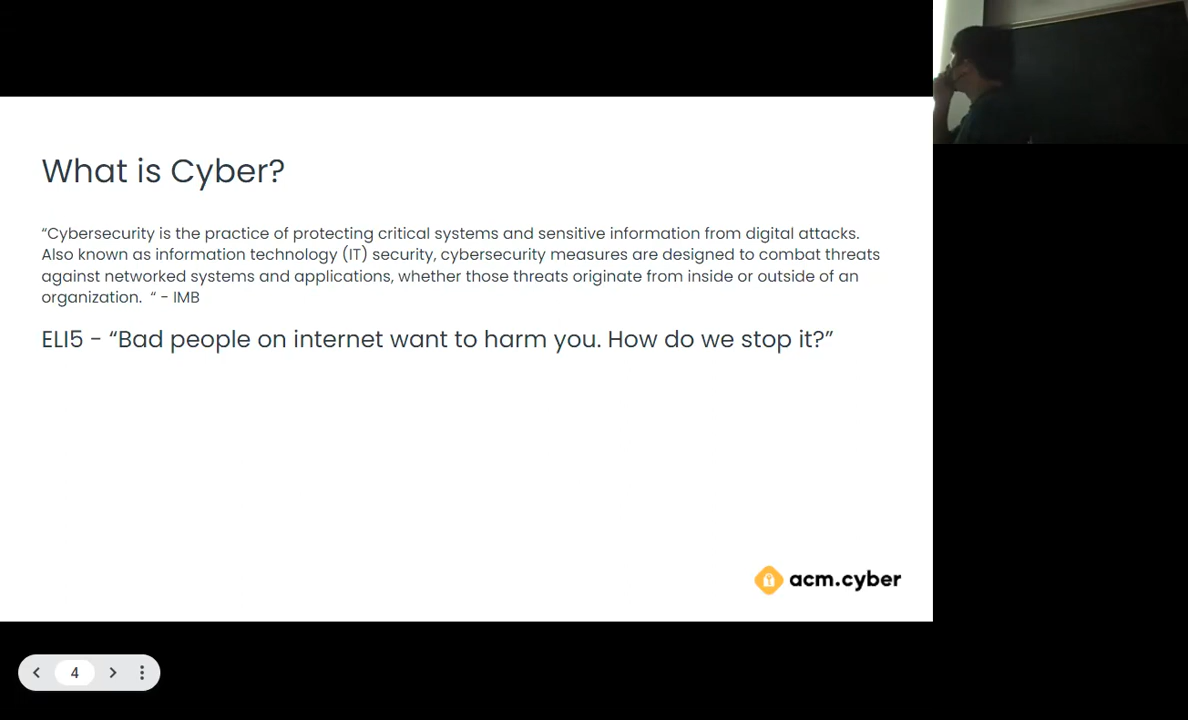 What is Cyber?
“Cybersecurity is the practice of protecting critical systems and sensitive information from digital attacks.
Also known as information technology (IT) security, cybersecurity measures are designed to combat threats
against networked systems and applications, whether those threats originate from inside or outside of an
organization.  “ - IMB
ELI5 - “Bad people on internet want to harm you. How do we stop it?”
acm.cyber
4